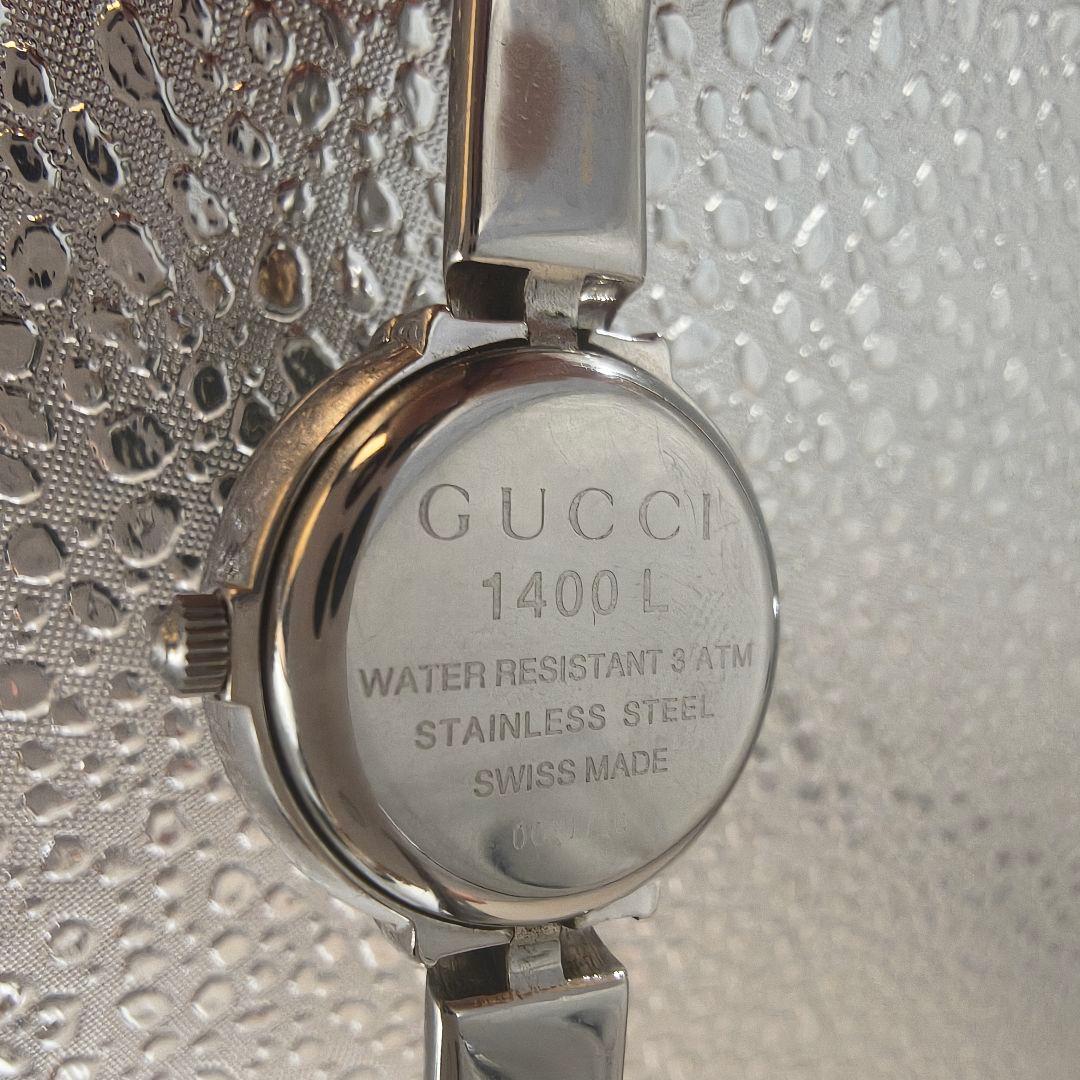 GUCCI
1400 L
WATER RESISTANT 3 ATM
STAINLESS STEEL
SWISS MADE